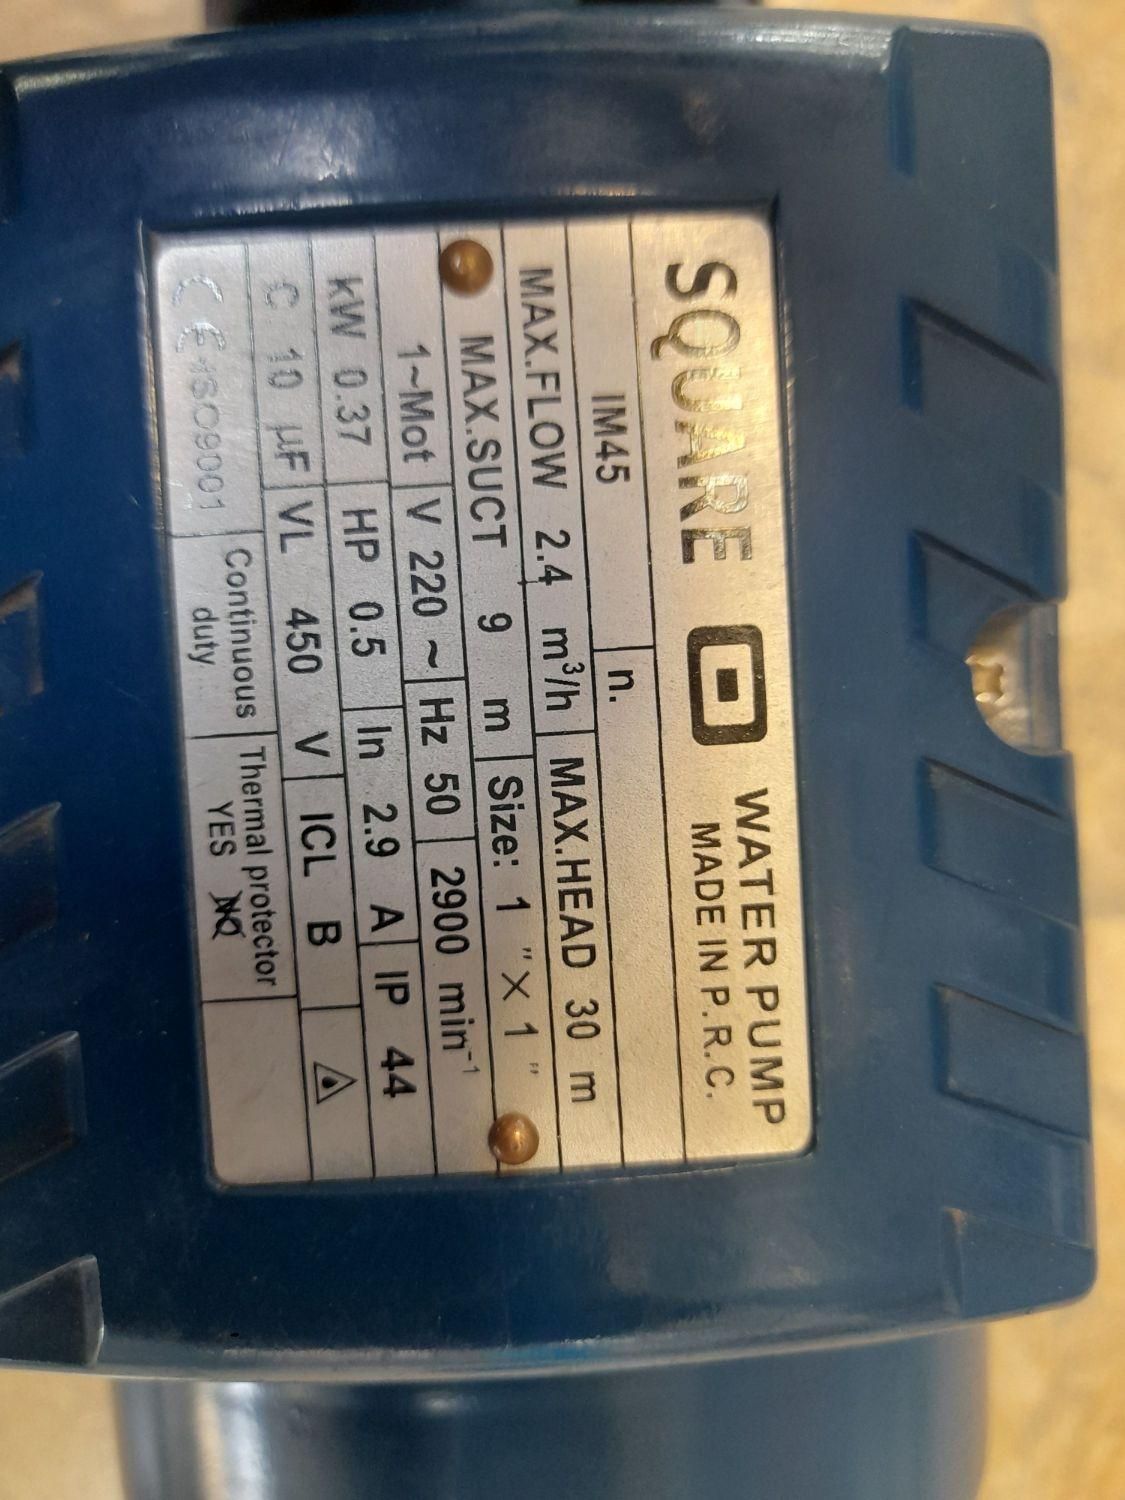 SQUARE WATER PUMP
MADE IN P.R.C.
IM45 n.
MAX.FLOW 2.4 m³/h MAX.HEAD 30 m
MAX.SUCT 9 m Size: 1 "×1 "
1~Mot V 220 ~ Hz 50 2900 min⁻¹
kW 0.37 HP 0.5 In 2.9 A IP 44
C 10 µF VL 450 V ICL B
CE ISO9001 Continuous duty Thermal protector YES NO